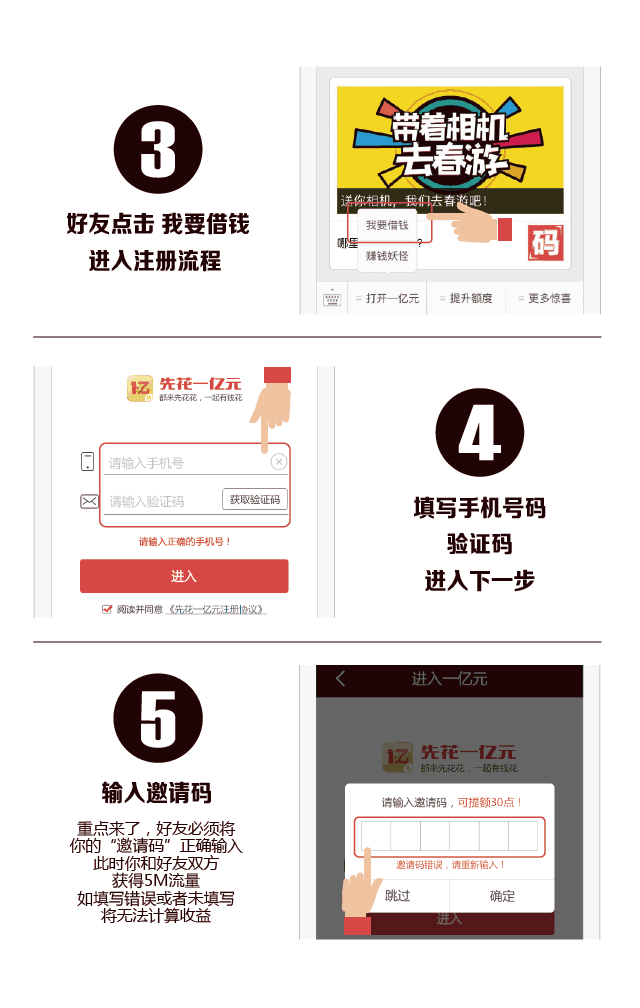 3
好友点击 我要借钱
进入注册流程
带着相机
去春游
送你相机，我们去春游吧！
我要借钱
哪里
?
码
赚钱妖怪
打开一亿元
提升额度
更多惊喜
亿
先花一亿元
都来先花花，一起有钱花
请输入手机号
请输入验证码
获取验证码
请输入正确的手机号！
进入
阅读并同意 《先花一亿元注册协议》
4
填写手机号码
验证码
进入下一步
5
输入邀请码
重点来了，好友必须将
你的“邀请码”正确输入
此时你和好友双方
获得5M流量
如填写错误或者未填写
将无法计算收益
进入一亿元
亿
先花一亿元
都来先花花，一起有钱花
请输入邀请码，可提额30点！
邀请码错误，请重新输入！
跳过
确定
进入